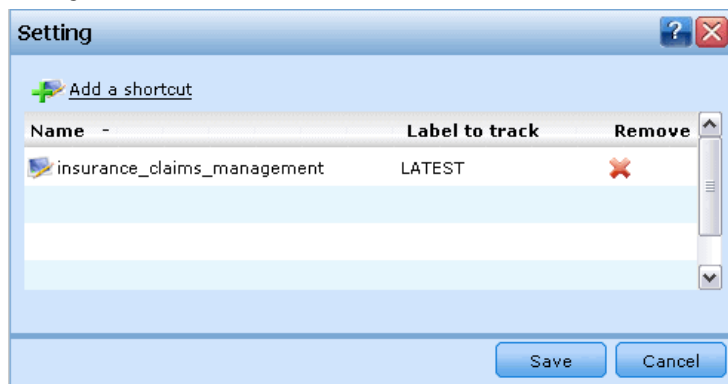 Setting
?
Add a shortcut
Name - Label to track Remove
insurance_claims_management LATEST
Save Cancel